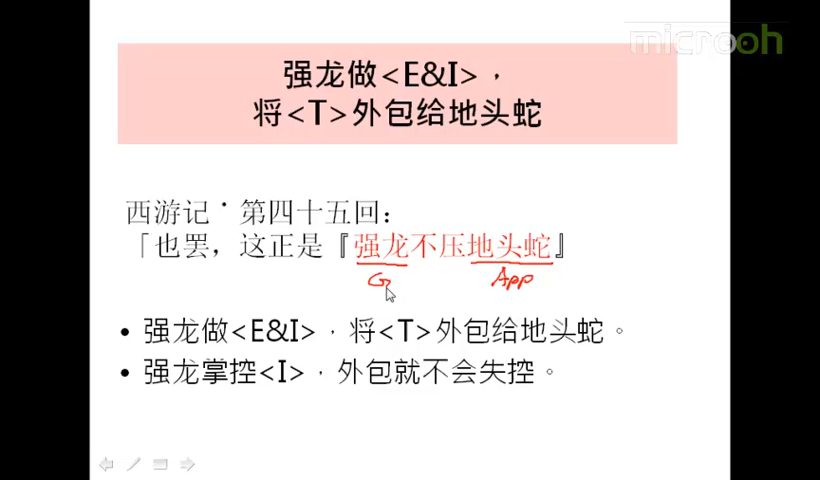 microoh
强龙做<E&I>，
将<T>外包给地头蛇
西游记·第四十五回：
「也罢，这正是『强龙不压地头蛇』
G
App
• 强龙做<E&I>，将<T>外包给地头蛇。
• 强龙掌控<I>，外包就不会失控。